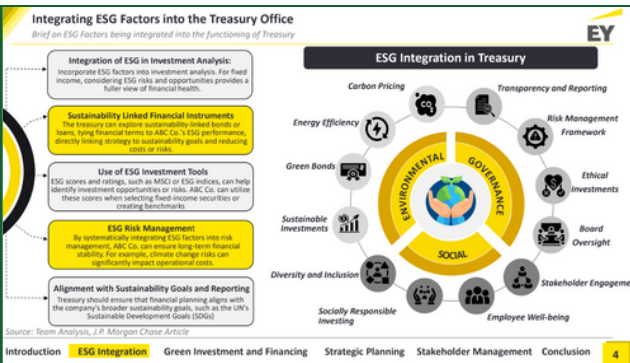 Integrating ESG Factors into the Treasury Office
Brief on ESG Factors being integrated into the functioning of Treasury
EY
Integration of ESG in Investment Analysis:
Incorporate ESG factors into investment analysis. For fixed
income, considering ESG risks and opportunities provides a
fuller view of financial health.
Sustainability Linked Financial Instruments
The treasury can explore sustainability-linked bonds or
loans, tying financial terms to ABC Co.'s ESG performance,
directly linking strategy to sustainability goals and reducing
costs or risks.
Use of ESG Investment Tools
ESG scores and ratings, such as MSCI or ESG indices, can help
identify investment opportunities or risks. ABC Co. can utilize
these scores when selecting fixed-income securities or
creating benchmarks
ESG Risk Management
By systematically integrating ESG factors into risk
management, ABC Co. can ensure long-term financial
stability. For example, climate change risks can
significantly impact operational costs.
Alignment with Sustainability Goals and Reporting
Treasury should ensure that financial planning aligns with
the company's broader sustainability goals, such as the UN's
Sustainable Development Goals (SDGs)
ESG Integration in Treasury
Carbon Pricing
Transparency and Reporting
Energy Efficiency
Risk Management
Framework
Green Bonds
Ethical
Investments
Sustainable
Investments
Board
Oversight
Diversity and Inclusion
Stakeholder Engageme
Socially Responsible
Investing
Employee Well-being
ENVIRONMENTAL
GOVERNANCE
SOCIAL
CO2
Source: Team Analysis, J.P. Morgan Chase Article
Introduction ESG Integration Green Investment and Financing Strategic Planning Stakeholder Management Conclusion 4